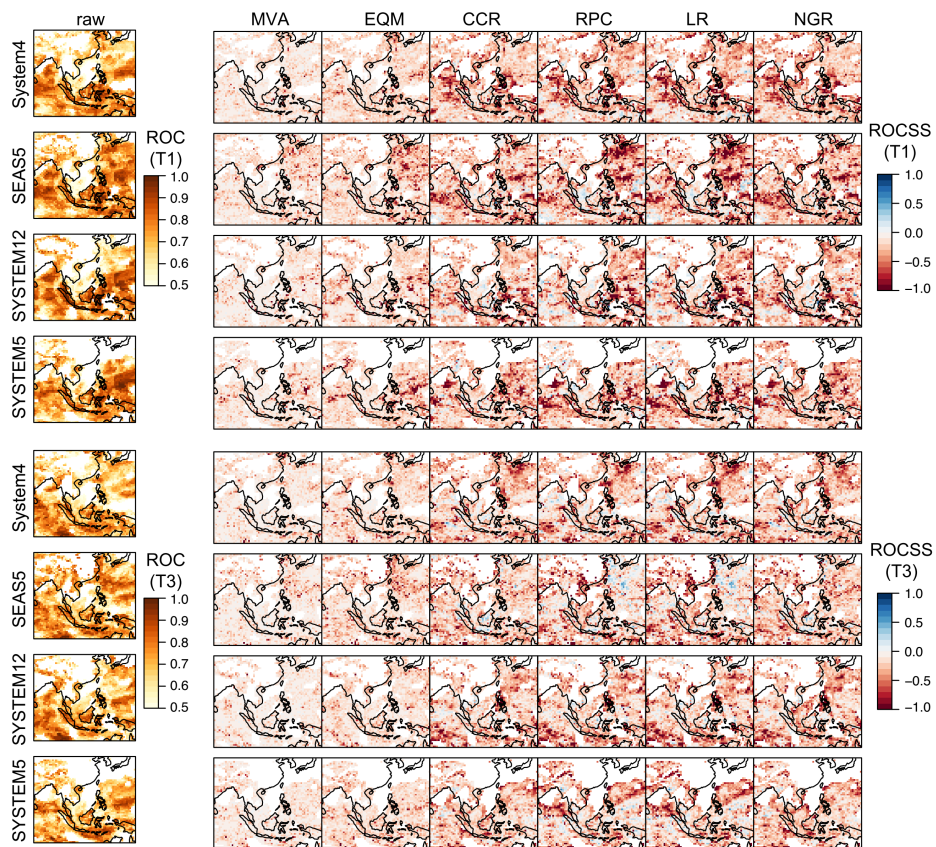 raw MVA EQM CCR RPC LR NGR
System4
SEAS5
ROC
(T1)
1.0
0.9
0.8
0.7
0.6
0.5
ROCSS
(T1)
1.0
0.5
0.0
−0.5
−1.0
SYSTEM12
SYSTEM5
System4
SEAS5
ROC
(T3)
1.0
0.9
0.8
0.7
0.6
0.5
ROCSS
(T3)
1.0
0.5
0.0
−0.5
−1.0
SYSTEM12
SYSTEM5